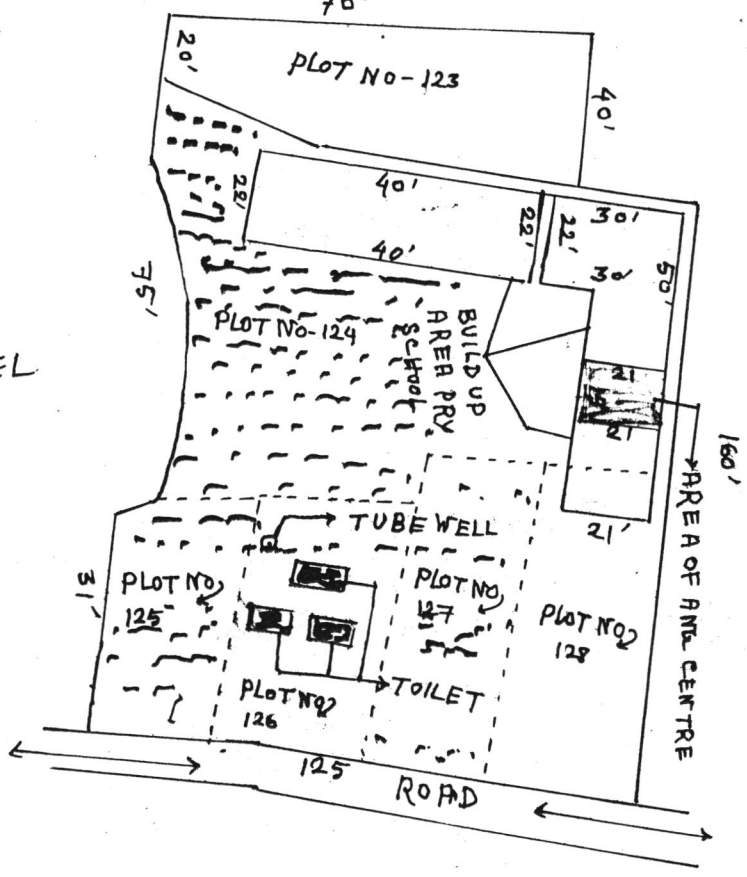 20'
PLOT NO-123
40'
40'
22'
40'
22'
22'
30'
30'
50'
75'
PLOT NO-124
BUILD UP
AREA PRY
SCHOOL
21
21
21'
160'
AREA OF ANG CENTRE
TUBE WELL
31'
PLOT NO
125
PLOT NO
126
PLOT NO
127
PLOT NO
128
TOILET
125
ROAD